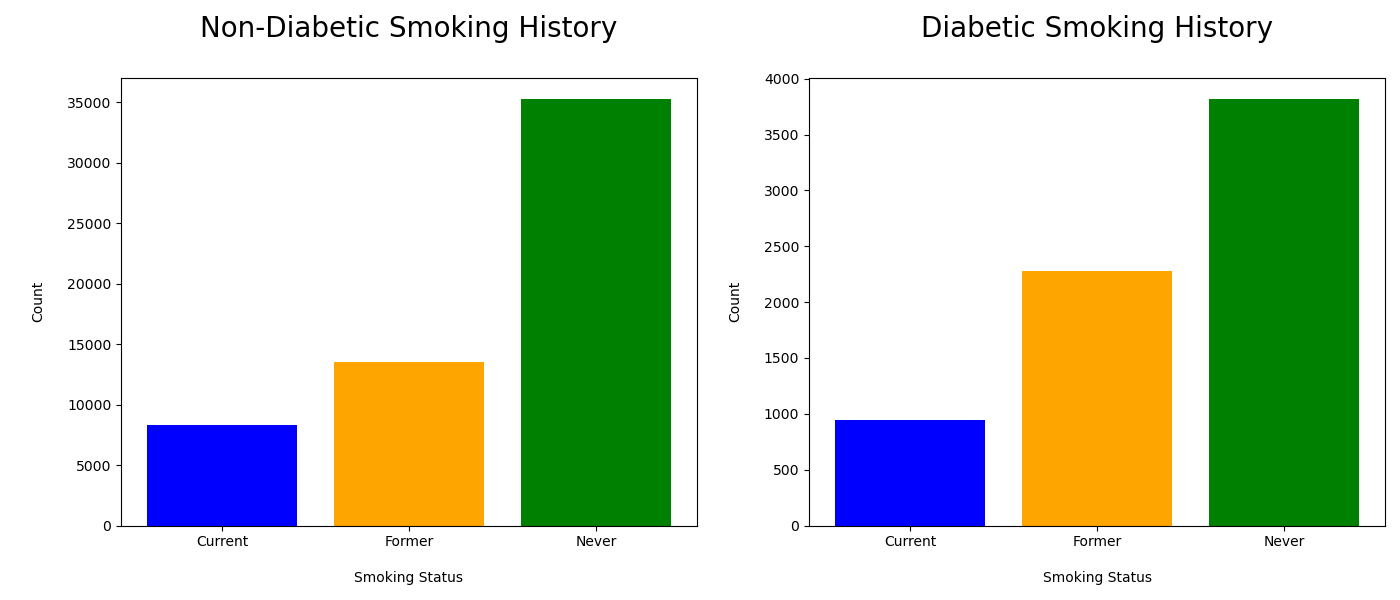 Non-Diabetic Smoking History
35000
30000
25000
20000
15000
10000
5000
0
Count
Current
Former
Never
Smoking Status
Diabetic Smoking History
4000
3500
3000
2500
2000
1500
1000
500
0
Count
Current
Former
Never
Smoking Status